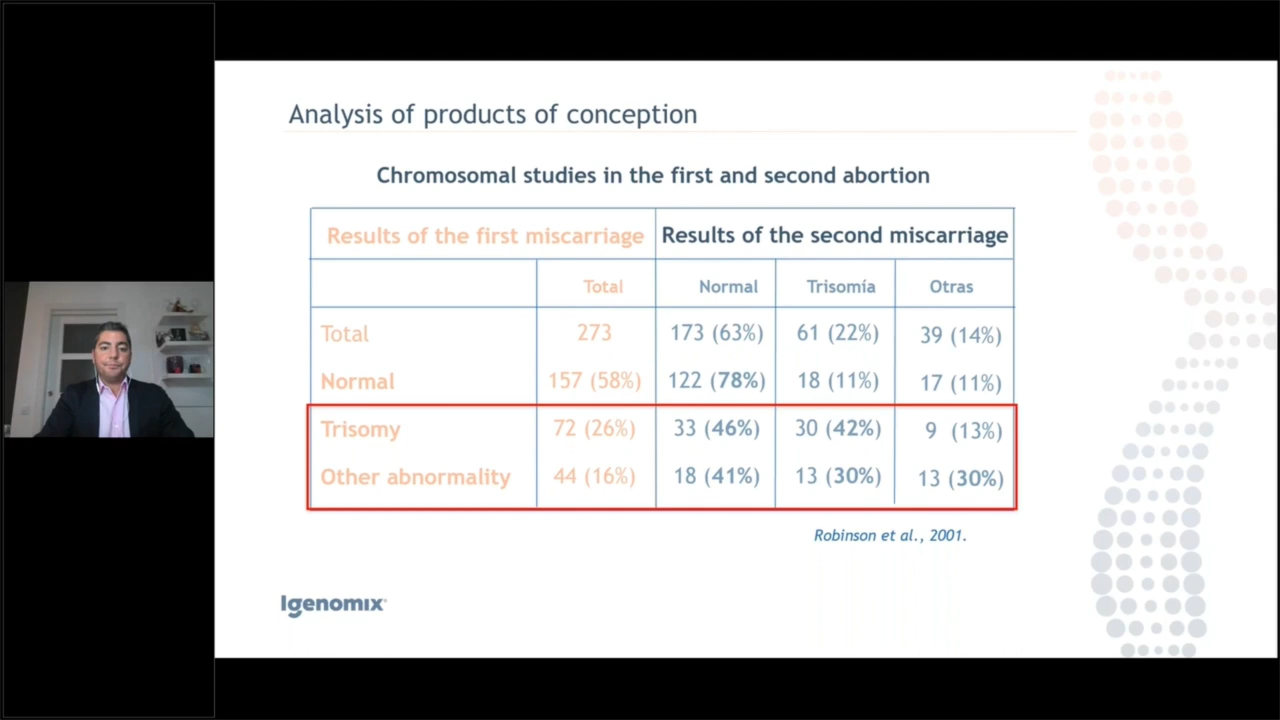 Analysis of products of conception
Chromosomal studies in the first and second abortion
Results of the first miscarriage Results of the second miscarriage
Total Normal Trisomía Otras
Total 273 173 (63%) 61 (22%) 39 (14%)
Normal 157 (58%) 122 (78%) 18 (11%) 17 (11%)
Trisomy 72 (26%) 33 (46%) 30 (42%) 9 (13%)
Other abnormality 44 (16%) 18 (41%) 13 (30%) 13 (30%)
Robinson et al., 2001.
Igenomix